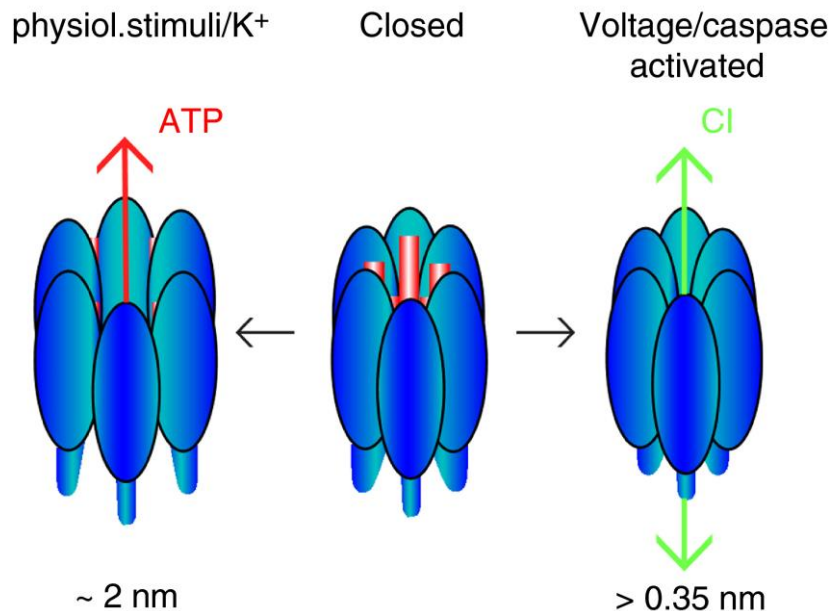 physiol.stimuli/K⁺
Closed
Voltage/caspase
activated
ATP
Cl
~ 2 nm
> 0.35 nm